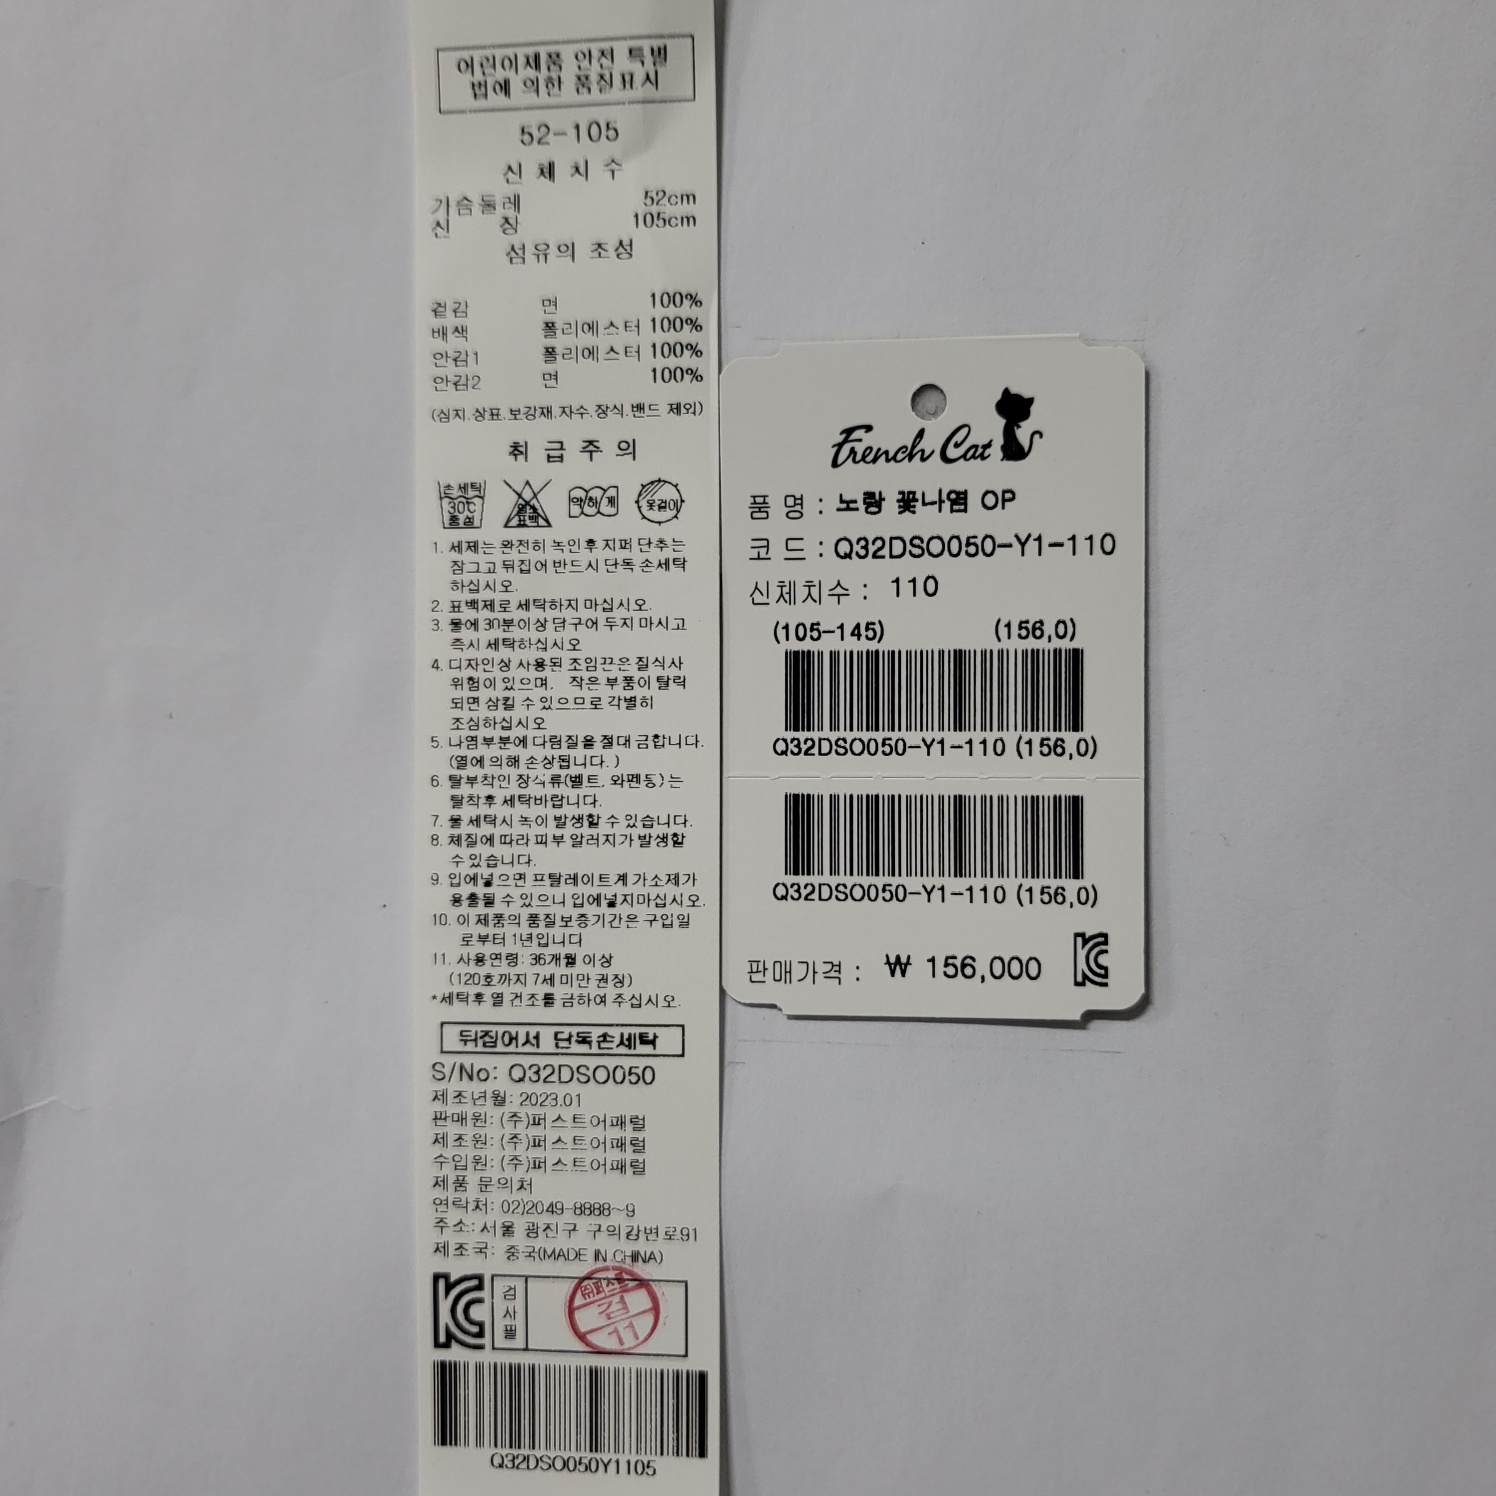 어린이제품 안전 특별
법에 의한 품질표시
52-105
신 체 치 수
가슴둘레 52cm
신 장 105cm
섬유의 조성
겉감 면 100%
배색 폴리에스터 100%
안감1 폴리에스터 100%
안감2 면 100%
(심지.상표.보강재.자수.장식.밴드 제외)
취 급 주 의
손세탁
30℃
중성
염소
표백
약하게
옷걸이
1. 세제는 완전히 녹인후 지퍼 단추는
잠그고 뒤집어 반드시 단독 손세탁
하십시오.
2. 표백제로 세탁하지 마십시오.
3. 물에 30분이상 담구어 두지 마시고
즉시 세탁하십시오
4. 디자인상 사용된 조임끈은 질식사
위험이 있으며, 작은 부품이 탈락
되면 삼킬 수 있으므로 각별히
조심하십시오
5. 나염부분에 다림질을 절대 금합니다.
(열에 의해 손상됩니다.)
6. 탈부착인 장식류(벨트, 와펜등)는
탈착후 세탁바랍니다.
7. 물 세탁시 녹이 발생할 수 있습니다.
8. 체질에 따라 피부 알러지가 발생할
수 있습니다.
9. 입에넣으면 프탈레이트계 가소제가
용출될 수 있으니 입에넣지마십시오.
10. 이 제품의 품질보증기간은 구입일
로부터 1년입니다
11. 사용연령: 36개월 이상
(120호까지 7세 미만 권장)
*세탁후 열 건조를 금하여 주십시오.
뒤집어서 단독손세탁
S/No: Q32DSO050
제조년월: 2023.01
판매원: (주)퍼스트어패럴
제조원: (주)퍼스트어패럴
수입원: (주)퍼스트어패럴
제품 문의처
연락처: 02)2049-8888~9
주소: 서울 광진구 구의강변로91
제조국: 중국(MADE IN CHINA)
KC
검사필
㈜퍼스트
검
11
Q32DSO050Y1105
French Cat
품 명 : 노랑 꽃나염 OP
코 드 : Q32DSO050-Y1-110
신체치수 : 110
(105-145) (156,0)
Q32DSO050-Y1-110 (156,0)
Q32DSO050-Y1-110 (156,0)
판매가격 : ₩ 156,000
KC